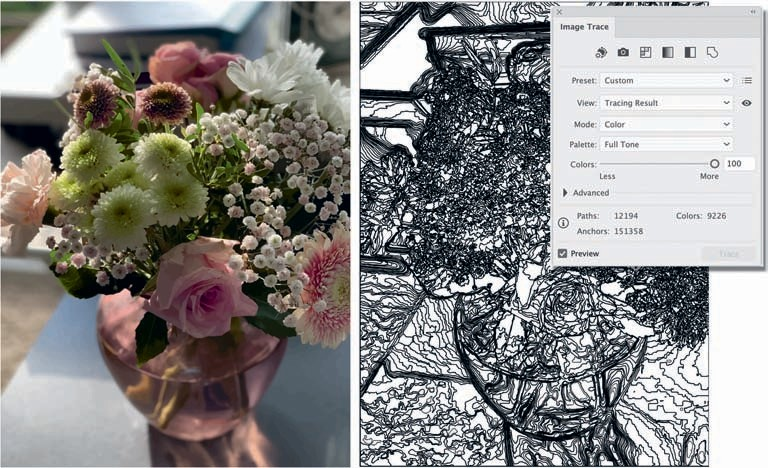 Image Trace
Preset: Custom
View: Tracing Result
Mode: Color
Palette: Full Tone
Colors: 100
Less More
Advanced
Paths: 12194 Colors: 9226
Anchors: 151358
Preview Trace